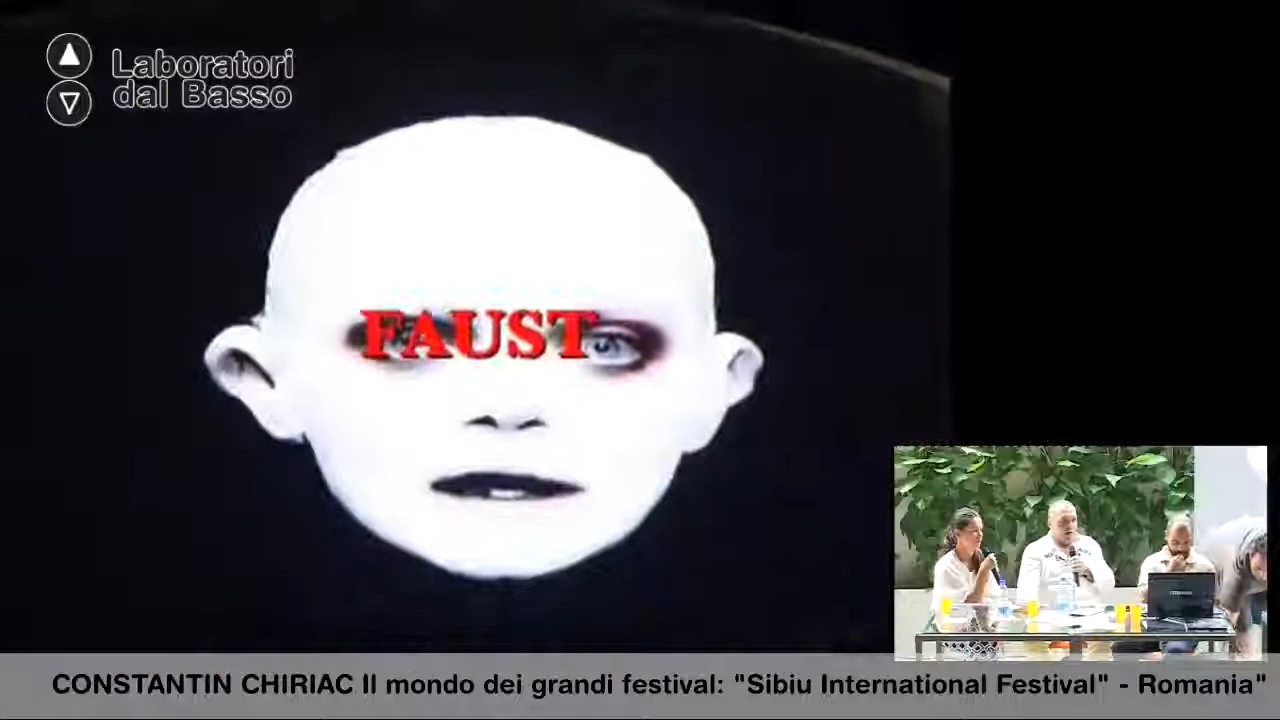 Laboratori
dal Basso
FAUST
CONSTANTIN CHIRIAC Il mondo dei grandi festival: "Sibiu International Festival" - Romania"